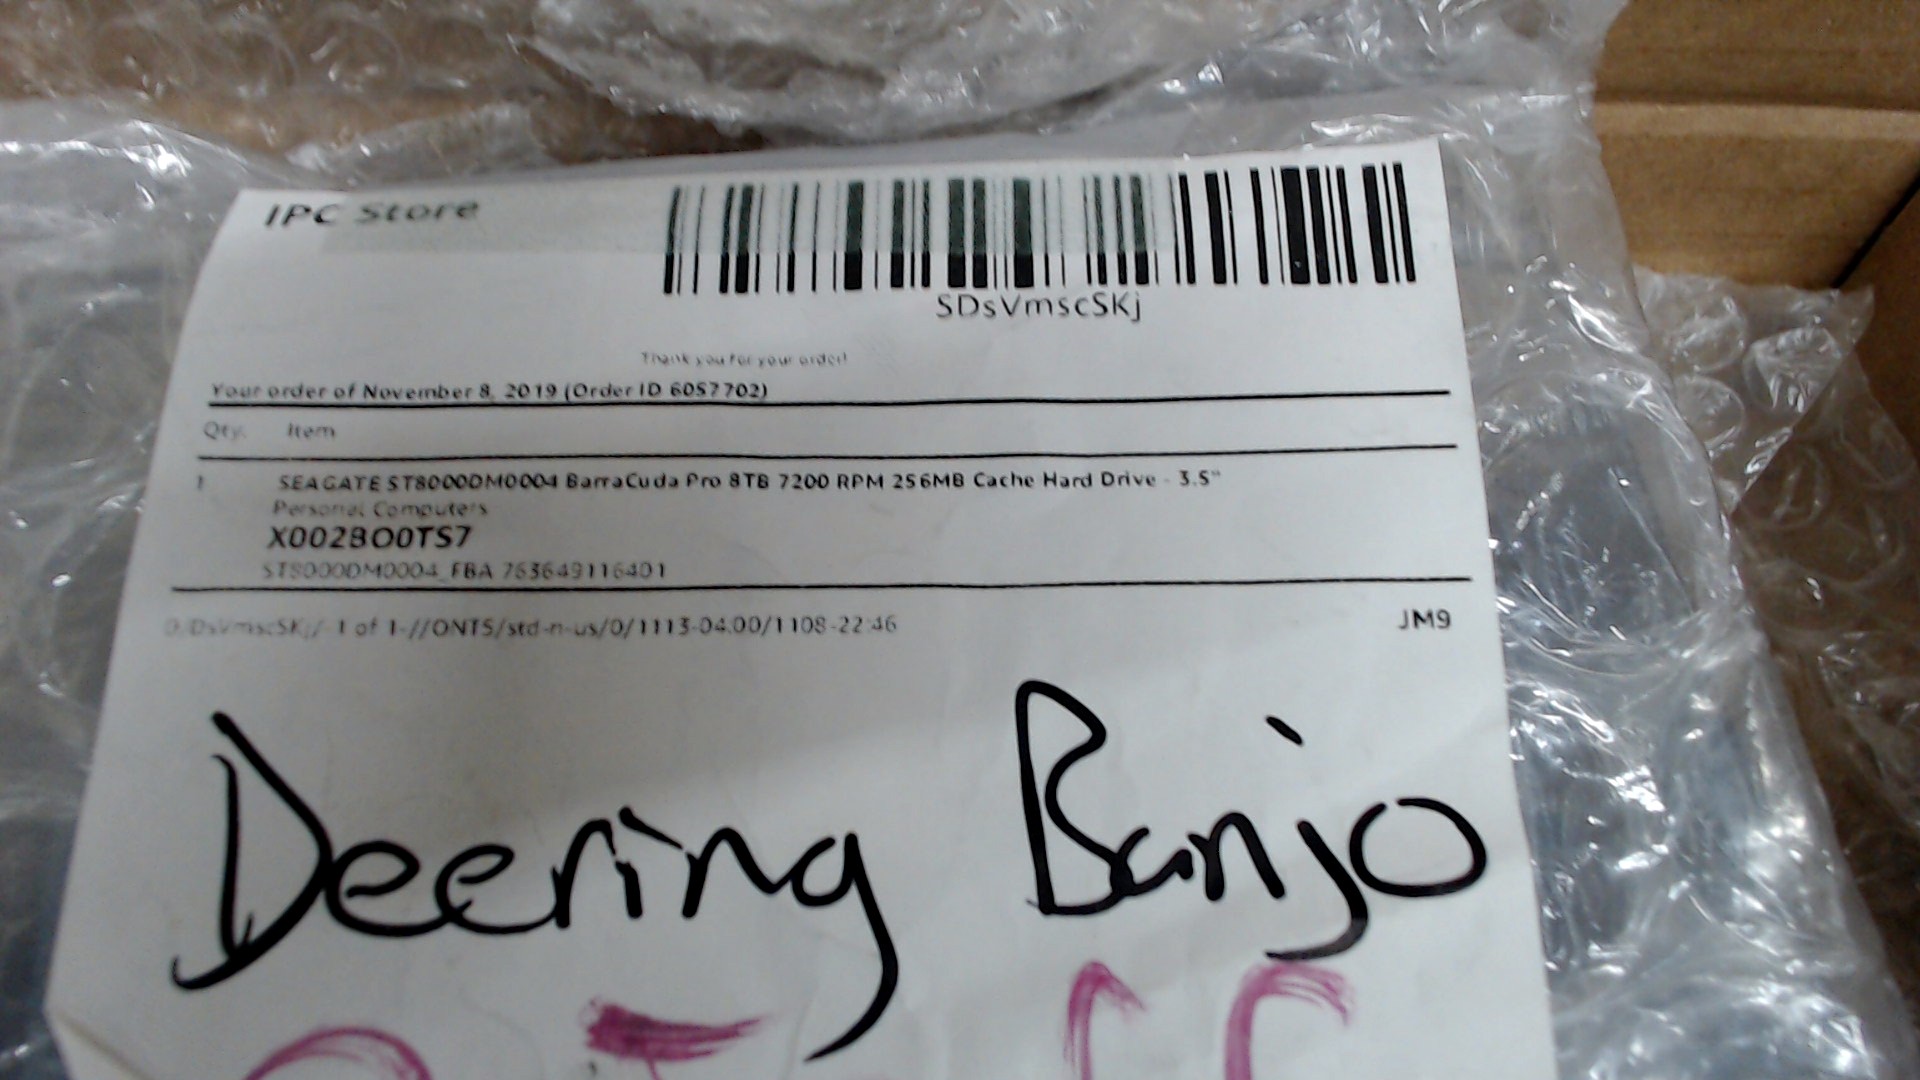 IPC Store
SDsVmscSKj
Thank you for your order!
Your order of November 8, 2019 (Order ID 6057702)
Qty. Item
1 SEAGATE ST8000DM0004 BarraCuda Pro 8TB 7200 RPM 256MB Cache Hard Drive - 3.5"
Personal Computers
X002BO0TS7
ST8000DM0004_FBA 763649116401
/DsVmscSKj/-1 of 1-//ONT5/std-n-us/0/1113-04:00/1108-22:46
JM9
Deering Banjo